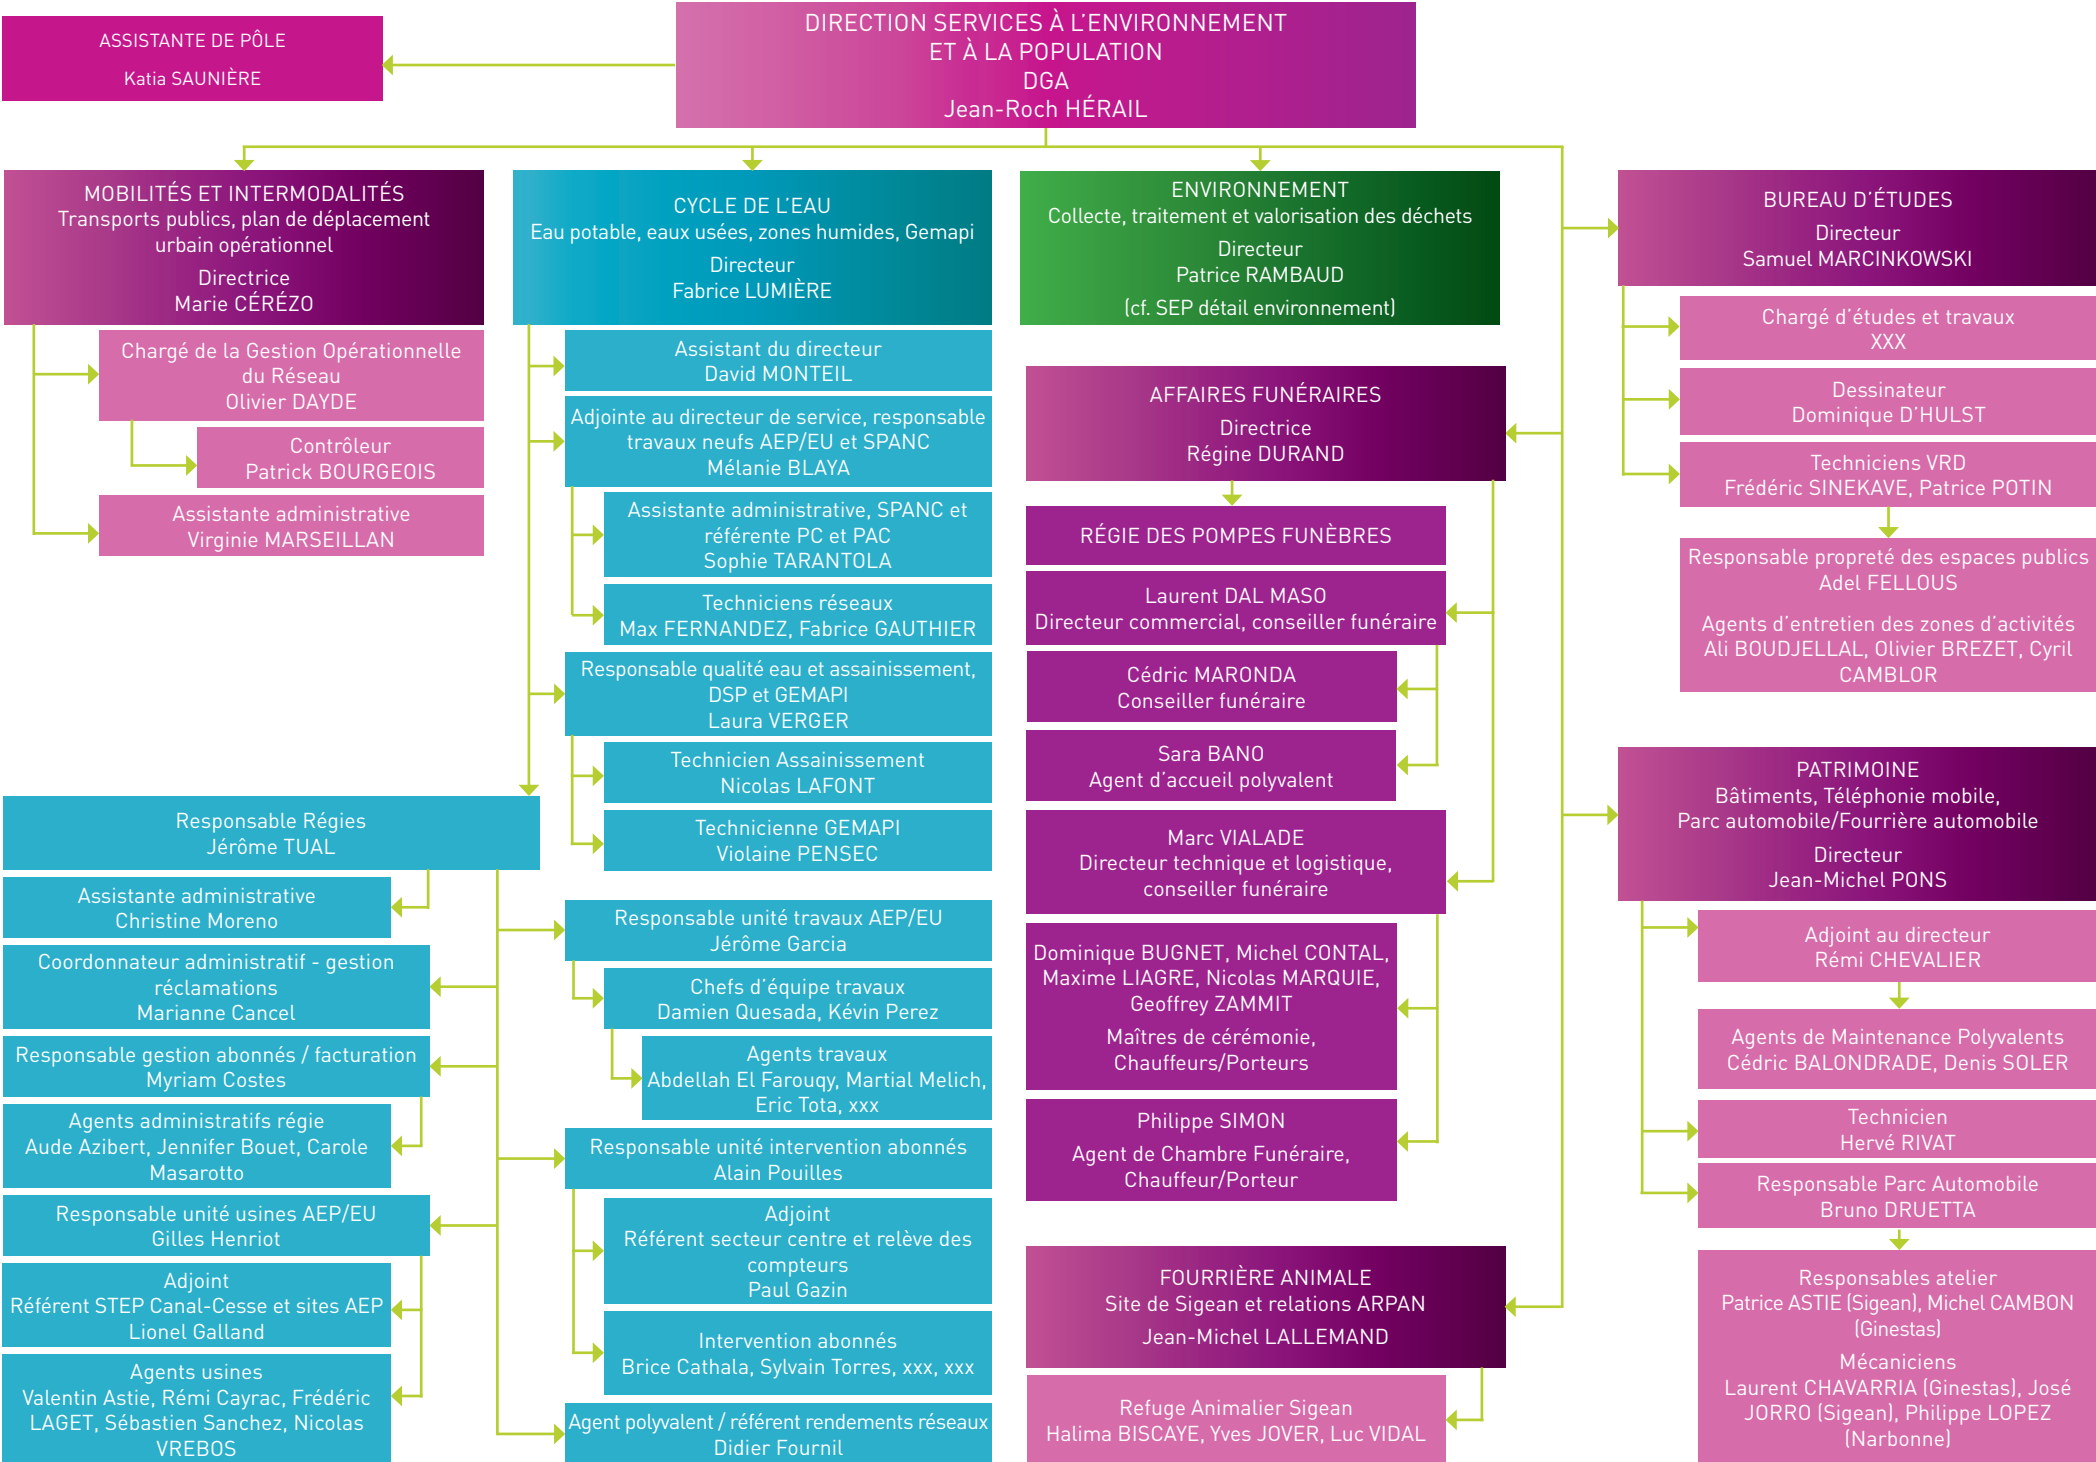 ASSISTANTE DE PÔLE
Katia SAUNIÈRE
DIRECTION SERVICES À L'ENVIRONNEMENT
ET À LA POPULATION
DGA
Jean-Roch HÉRAIL
MOBILITÉS ET INTERMODALITÉS
Transports publics, plan de déplacement
urbain opérationnel
Directrice
Marie CÉRÉZO
Chargé de la Gestion Opérationnelle
du Réseau
Olivier DAYDE
Contrôleur
Patrick BOURGEOIS
Assistante administrative
Virginie MARSEILLAN
CYCLE DE L'EAU
Eau potable, eaux usées, zones humides, Gemapi
Directeur
Fabrice LUMIÈRE
Assistant du directeur
David MONTEIL
Adjointe au directeur de service, responsable
travaux neufs AEP/EU et SPANC
Mélanie BLAYA
Assistante administrative, SPANC et
référente PC et PAC
Sophie TARANTOLA
Techniciens réseaux
Max FERNANDEZ, Fabrice GAUTHIER
Responsable qualité eau et assainissement,
DSP et GEMAPI
Laura VERGER
Technicien Assainissement
Nicolas LAFONT
Technicienne GEMAPI
Violaine PENSEC
Responsable Régies
Jérôme TUAL
Assistante administrative
Christine Moreno
Coordonnateur administratif - gestion
réclamations
Marianne Cancel
Responsable gestion abonnés / facturation
Myriam Costes
Agents administratifs régie
Aude Azibert, Jennifer Bouet, Carole
Masarotto
Responsable unité usines AEP/EU
Gilles Henriot
Adjoint
Référent STEP Canal-Cesse et sites AEP
Lionel Galland
Agents usines
Valentin Astie, Rémi Cayrac, Frédéric
LAGET, Sébastien Sanchez, Nicolas
VREBOS
Responsable unité travaux AEP/EU
Jérôme Garcia
Chefs d'équipe travaux
Damien Quesada, Kévin Perez
Agents travaux
Abdellah El Farouqy, Martial Melich,
Eric Tota, xxx
Responsable unité intervention abonnés
Alain Pouilles
Adjoint
Référent secteur centre et relève des
compteurs
Paul Gazin
Intervention abonnés
Brice Cathala, Sylvain Torres, xxx, xxx
Agent polyvalent / référent rendements réseaux
Didier Fournil
ENVIRONNEMENT
Collecte, traitement et valorisation des déchets
Directeur
Patrice RAMBAUD
(cf. SEP détail environnement)
AFFAIRES FUNÉRAIRES
Directrice
Régine DURAND
RÉGIE DES POMPES FUNÈBRES
Laurent DAL MASO
Directeur commercial, conseiller funéraire
Cédric MARONDA
Conseiller funéraire
Sara BANO
Agent d'accueil polyvalent
Marc VIALADE
Directeur technique et logistique,
conseiller funéraire
Dominique BUGNET, Michel CONTAL,
Maxime LIAGRE, Nicolas MARQUIE,
Geoffrey ZAMMIT
Maîtres de cérémonie,
Chauffeurs/Porteurs
Philippe SIMON
Agent de Chambre Funéraire,
Chauffeur/Porteur
FOURRIÈRE ANIMALE
Site de Sigean et relations ARPAN
Jean-Michel LALLEMAND
Refuge Animalier Sigean
Halima BISCAYE, Yves JOVER, Luc VIDAL
BUREAU D'ÉTUDES
Directeur
Samuel MARCINKOWSKI
Chargé d'études et travaux
XXX
Dessinateur
Dominique D'HULST
Techniciens VRD
Frédéric SINEKAVE, Patrice POTIN
Responsable propreté des espaces publics
Adel FELLOUS
Agents d'entretien des zones d'activités
Ali BOUDJELLAL, Olivier BREZET, Cyril
CAMBLOR
PATRIMOINE
Bâtiments, Téléphonie mobile,
Parc automobile/Fourrière automobile
Directeur
Jean-Michel PONS
Adjoint au directeur
Rémi CHEVALIER
Agents de Maintenance Polyvalents
Cédric BALONDRADE, Denis SOLER
Technicien
Hervé RIVAT
Responsable Parc Automobile
Bruno DRUETTA
Responsables atelier
Patrice ASTIE (Sigean), Michel CAMBON
(Ginestas)
Mécaniciens
Laurent CHAVARRIA (Ginestas), José
JORRO (Sigean), Philippe LOPEZ
(Narbonne)